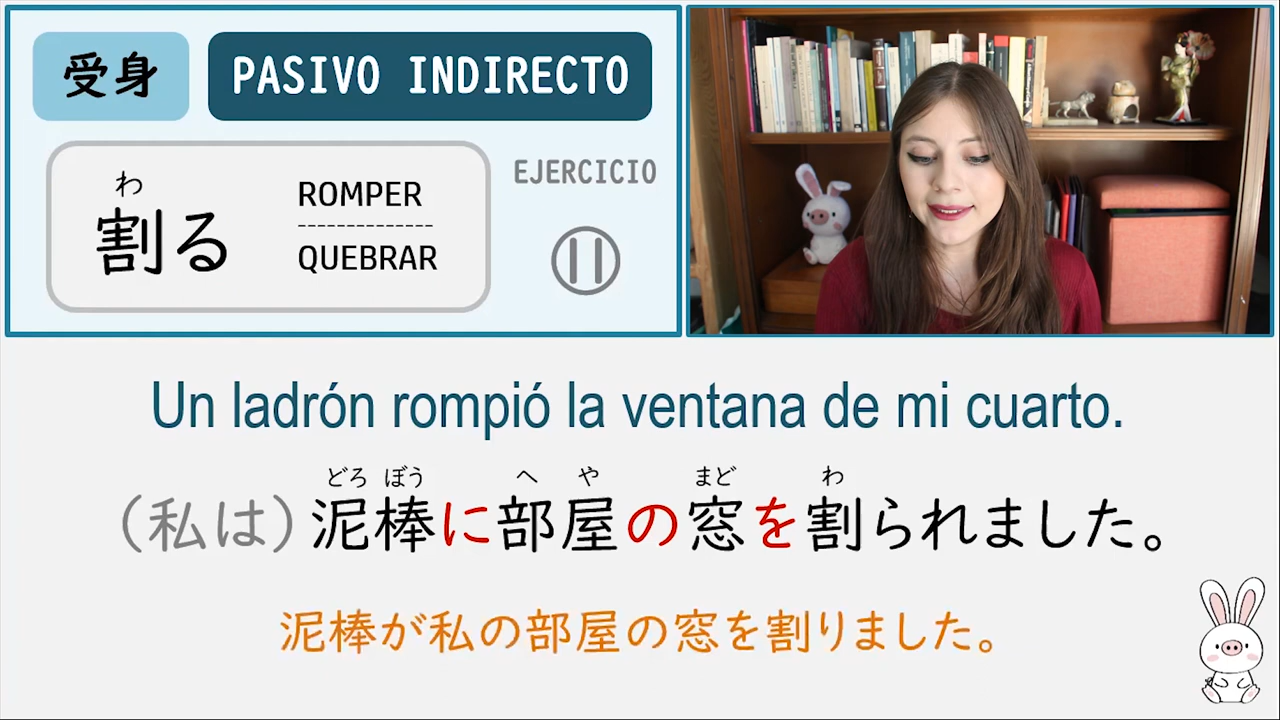 受身 PASIVO INDIRECTO
わ
割る
ROMPER
QUEBRAR
EJERCICIO
Un ladrón rompió la ventana de mi cuarto.
どろ ぼう へ や まど わ
(私は)泥棒に部屋の窓を割られました。
泥棒が私の部屋の窓を割りました。